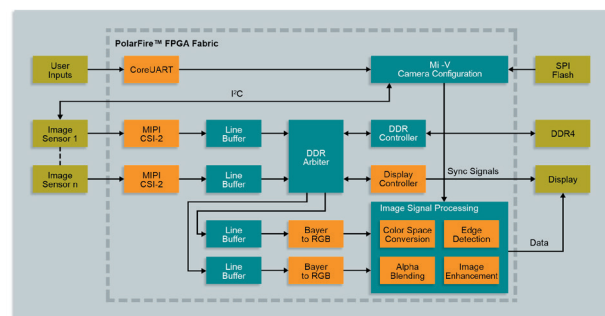 PolarFire™ FPGA Fabric
User
Inputs
CoreUART
Mi -V
Camera Configuration
SPI
Flash
I²C
Image
Sensor 1
MIPI
CSI-2
Line
Buffer
DDR
Arbiter
DDR
Controller
DDR4
Image
Sensor n
MIPI
CSI-2
Line
Buffer
Display
Controller
Sync Signals
Display
Image Signal Processing
Line
Buffer
Bayer
to RGB
Color Space
Conversion
Edge
Detection
Data
Line
Buffer
Bayer
to RGB
Alpha
Blending
Image
Enhancement